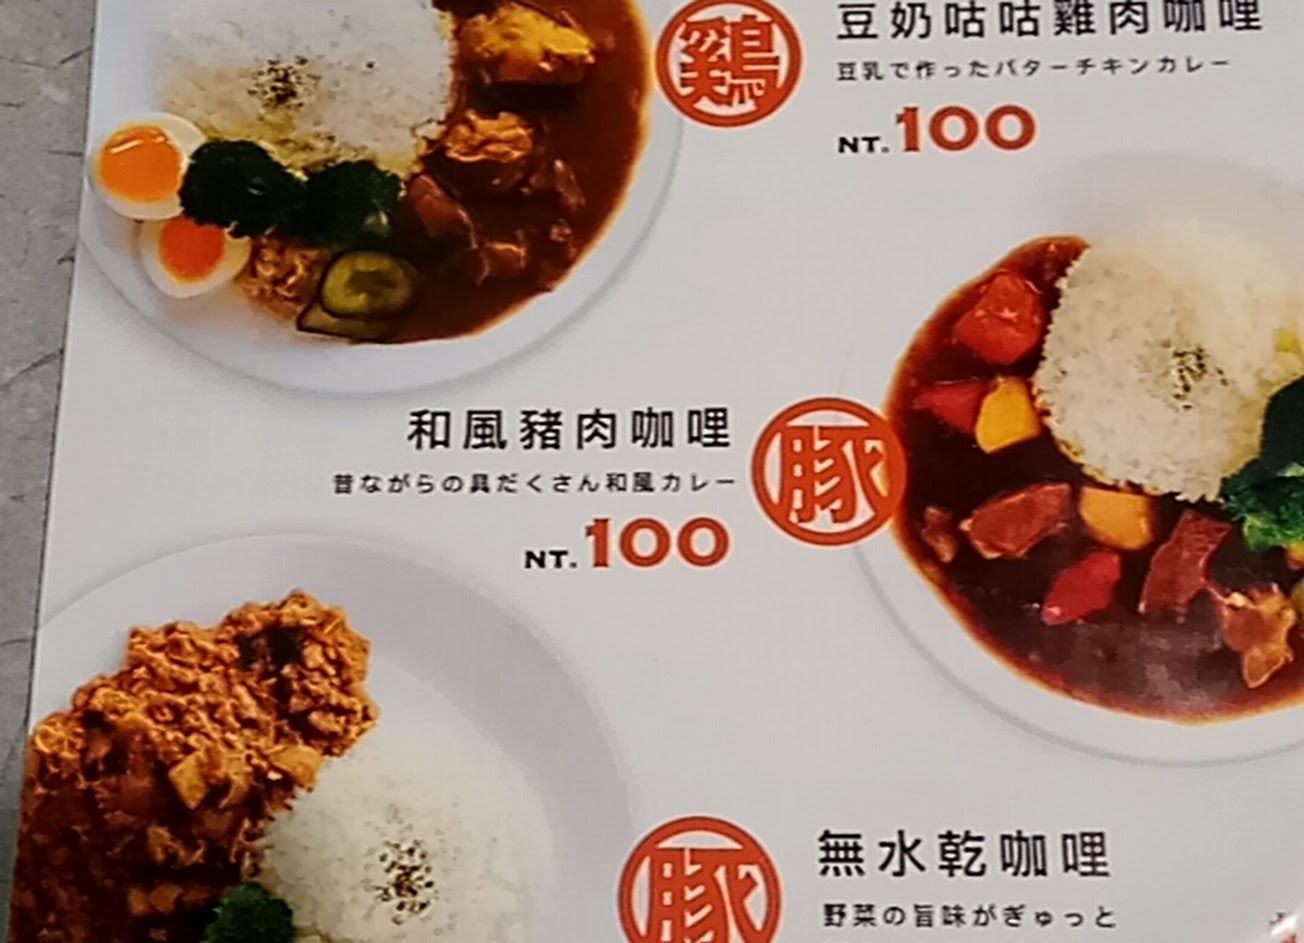 鶏
豆奶咕咕雞肉咖哩
豆乳で作ったバターチキンカレー
NT.100
和風豬肉咖哩
昔ながらの具だくさん和風カレー
NT.100
豚
豚
無水乾咖哩
野菜の旨味がぎゅっと